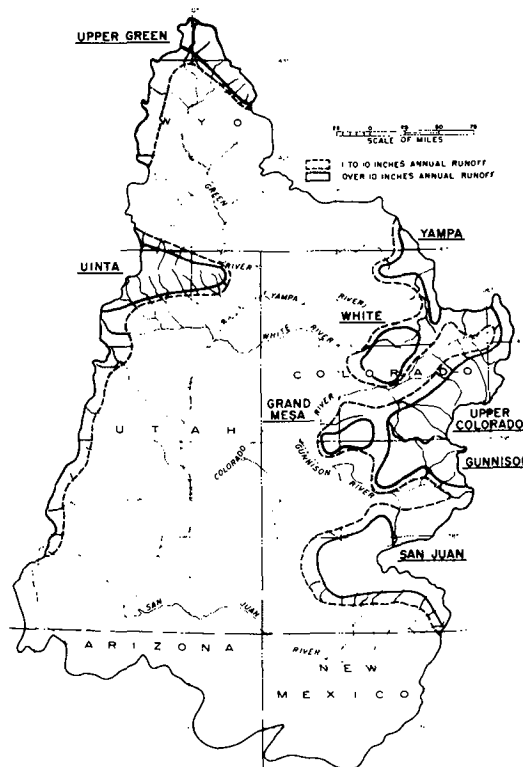 UPPER GREEN
W Y O
SCALE OF MILES
1 TO 10 INCHES ANNUAL RUNOFF
OVER 10 INCHES ANNUAL RUNOFF
GREEN
YAMPA
UINTA
RIVER
YAMPA
RIVER
WHITE
WHITE RIVER
C O L O R A D O
GRAND
MESA
RIVER
UPPER
COLORADO
U T A H
GUNNISON
COLORADO
GUNNISON
RIVER
SAN JUAN
SAN JUAN
A R I Z O N A
RIVER
N E W
M E X I C O